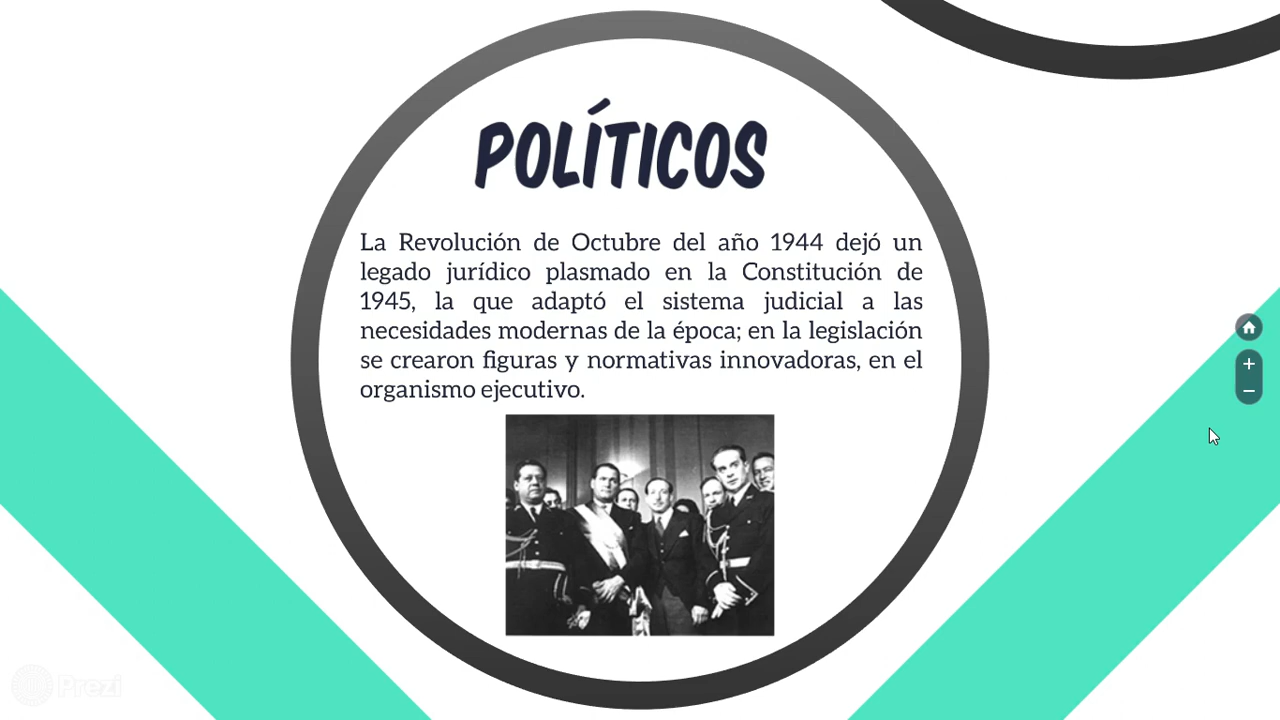 POLÍTICOS
La Revolución de Octubre del año 1944 dejó un
legado jurídico plasmado en la Constitución de
1945, la que adaptó el sistema judicial a las
necesidades modernas de la época; en la legislación
se crearon figuras y normativas innovadoras, en el
organismo ejecutivo.
Prezi